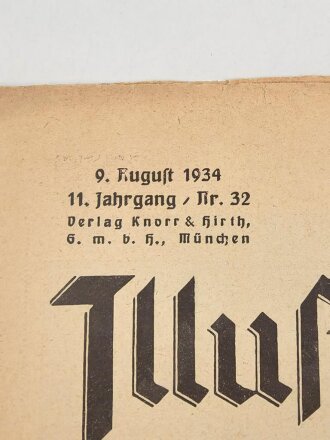 9. August 1934
11. Jahrgang / Nr. 32
Verlag Knorr & Hirth,
G. m. b. H., München
Illus